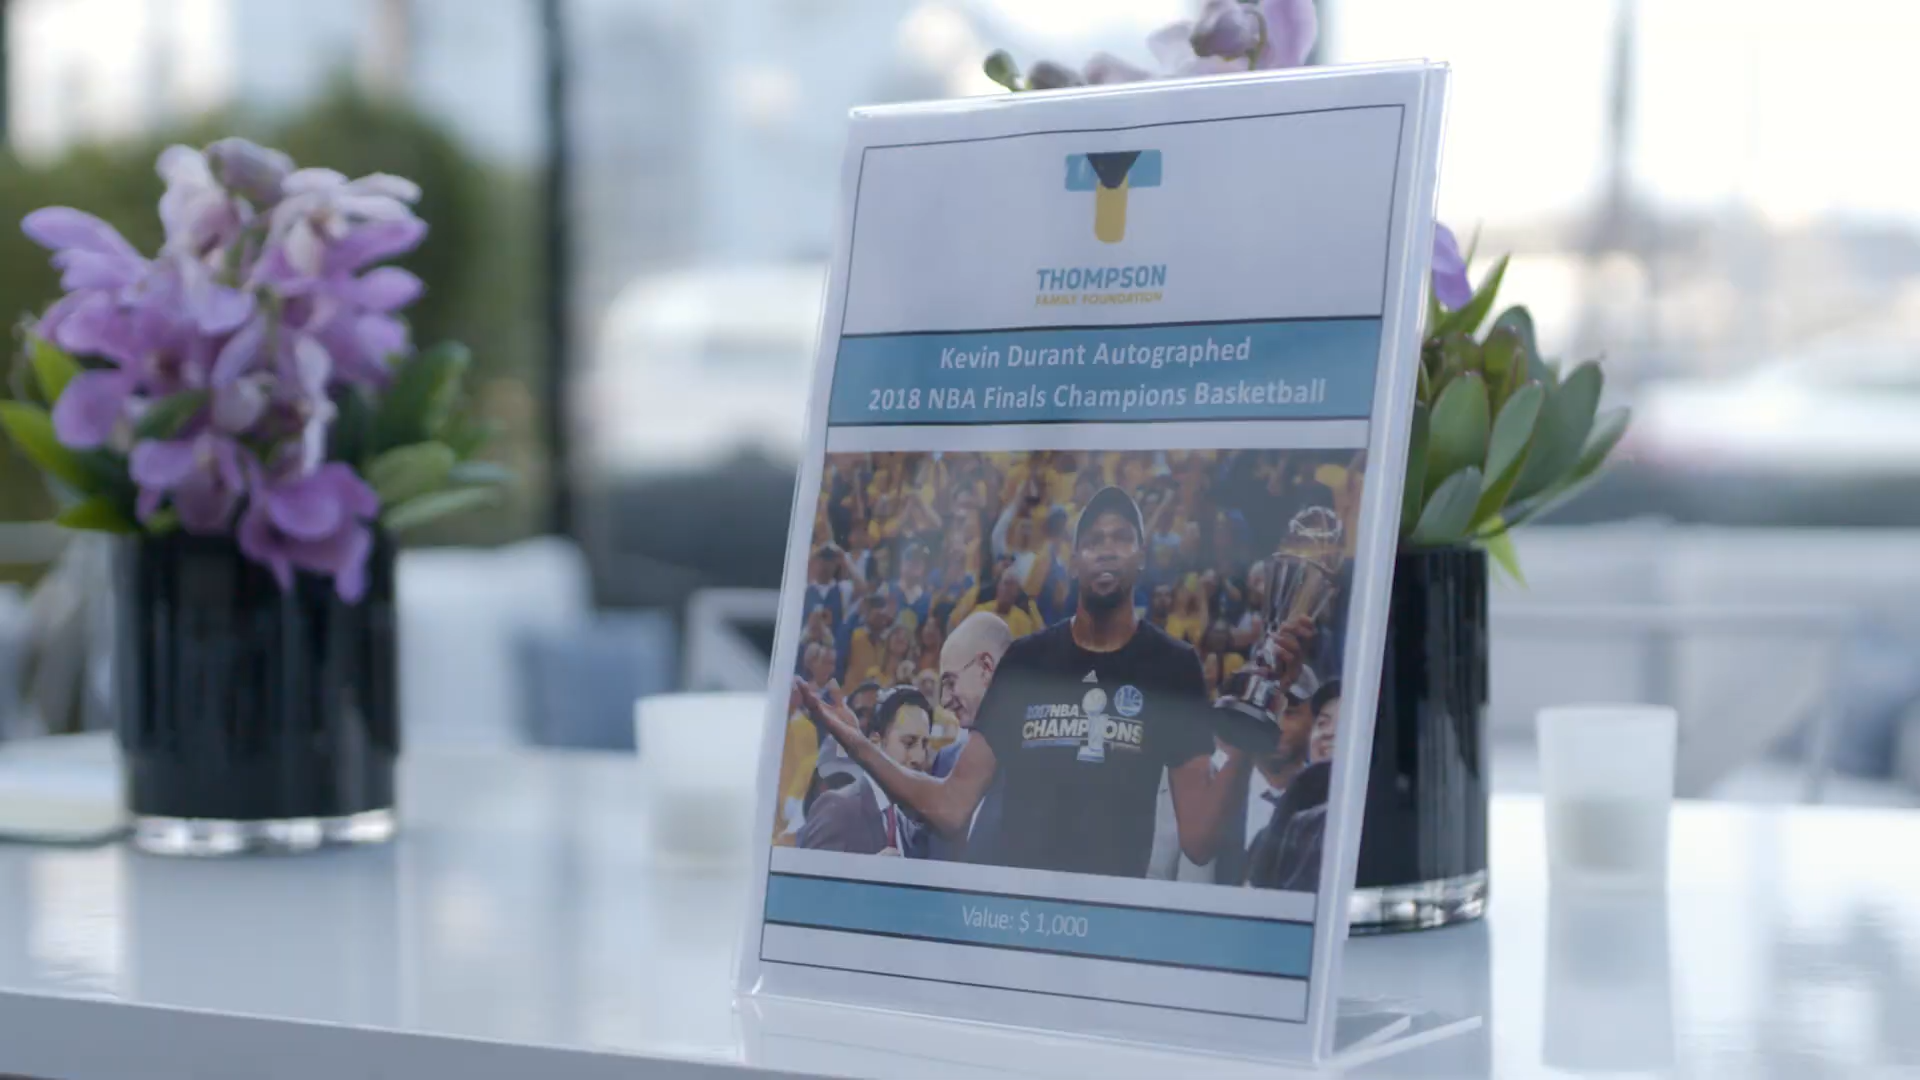 THOMPSON
FAMILY FOUNDATION
Kevin Durant Autographed
2018 NBA Finals Champions Basketball
2017 NBA
CHAMPIONS
Value: $ 1,000